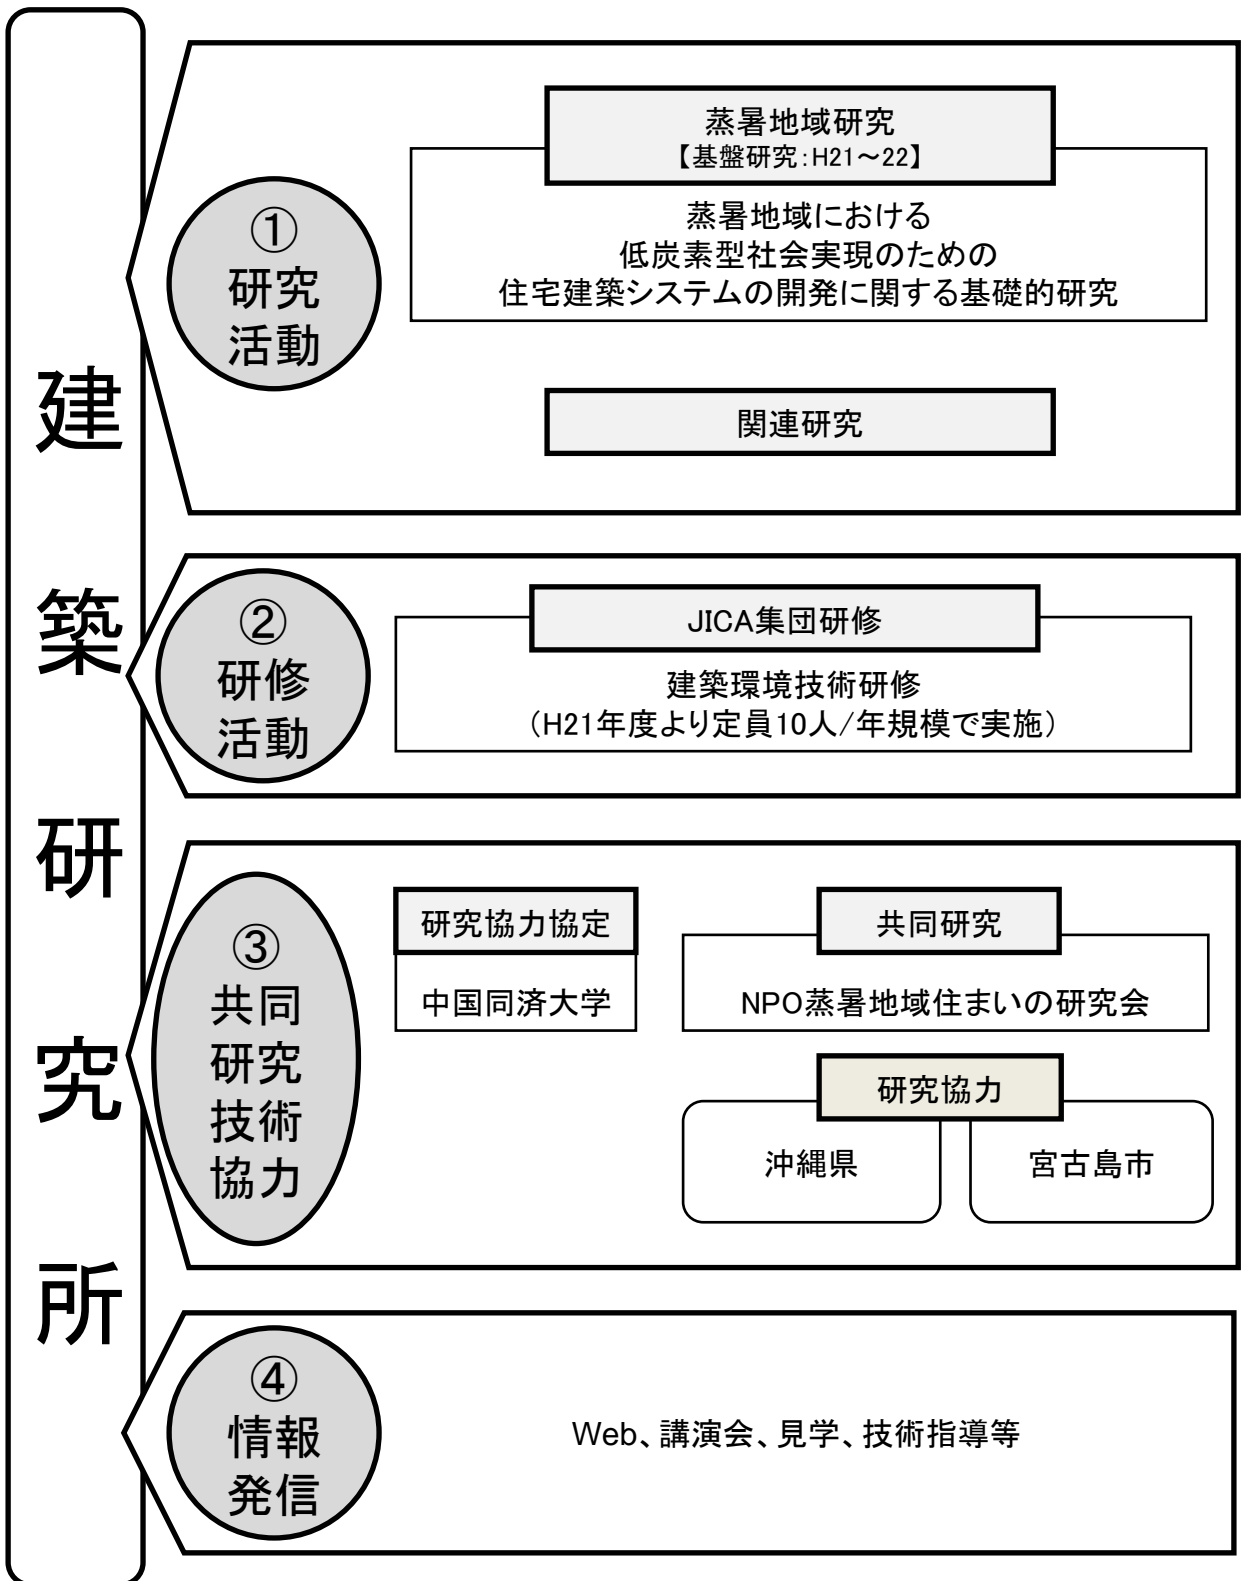 建築研究所
①
研究
活動
蒸暑地域研究
【基盤研究：H21～22】
蒸暑地域における
低炭素型社会実現のための
住宅建築システムの開発に関する基礎的研究
関連研究
②
研修
活動
JICA集団研修
建築環境技術研修
（H21年度より定員10人/年規模で実施）
③
共同
研究
技術
協力
研究協力協定
中国同済大学
共同研究
NPO蒸暑地域住まいの研究会
研究協力
沖縄県
宮古島市
④
情報
発信
Web、講演会、見学、技術指導等